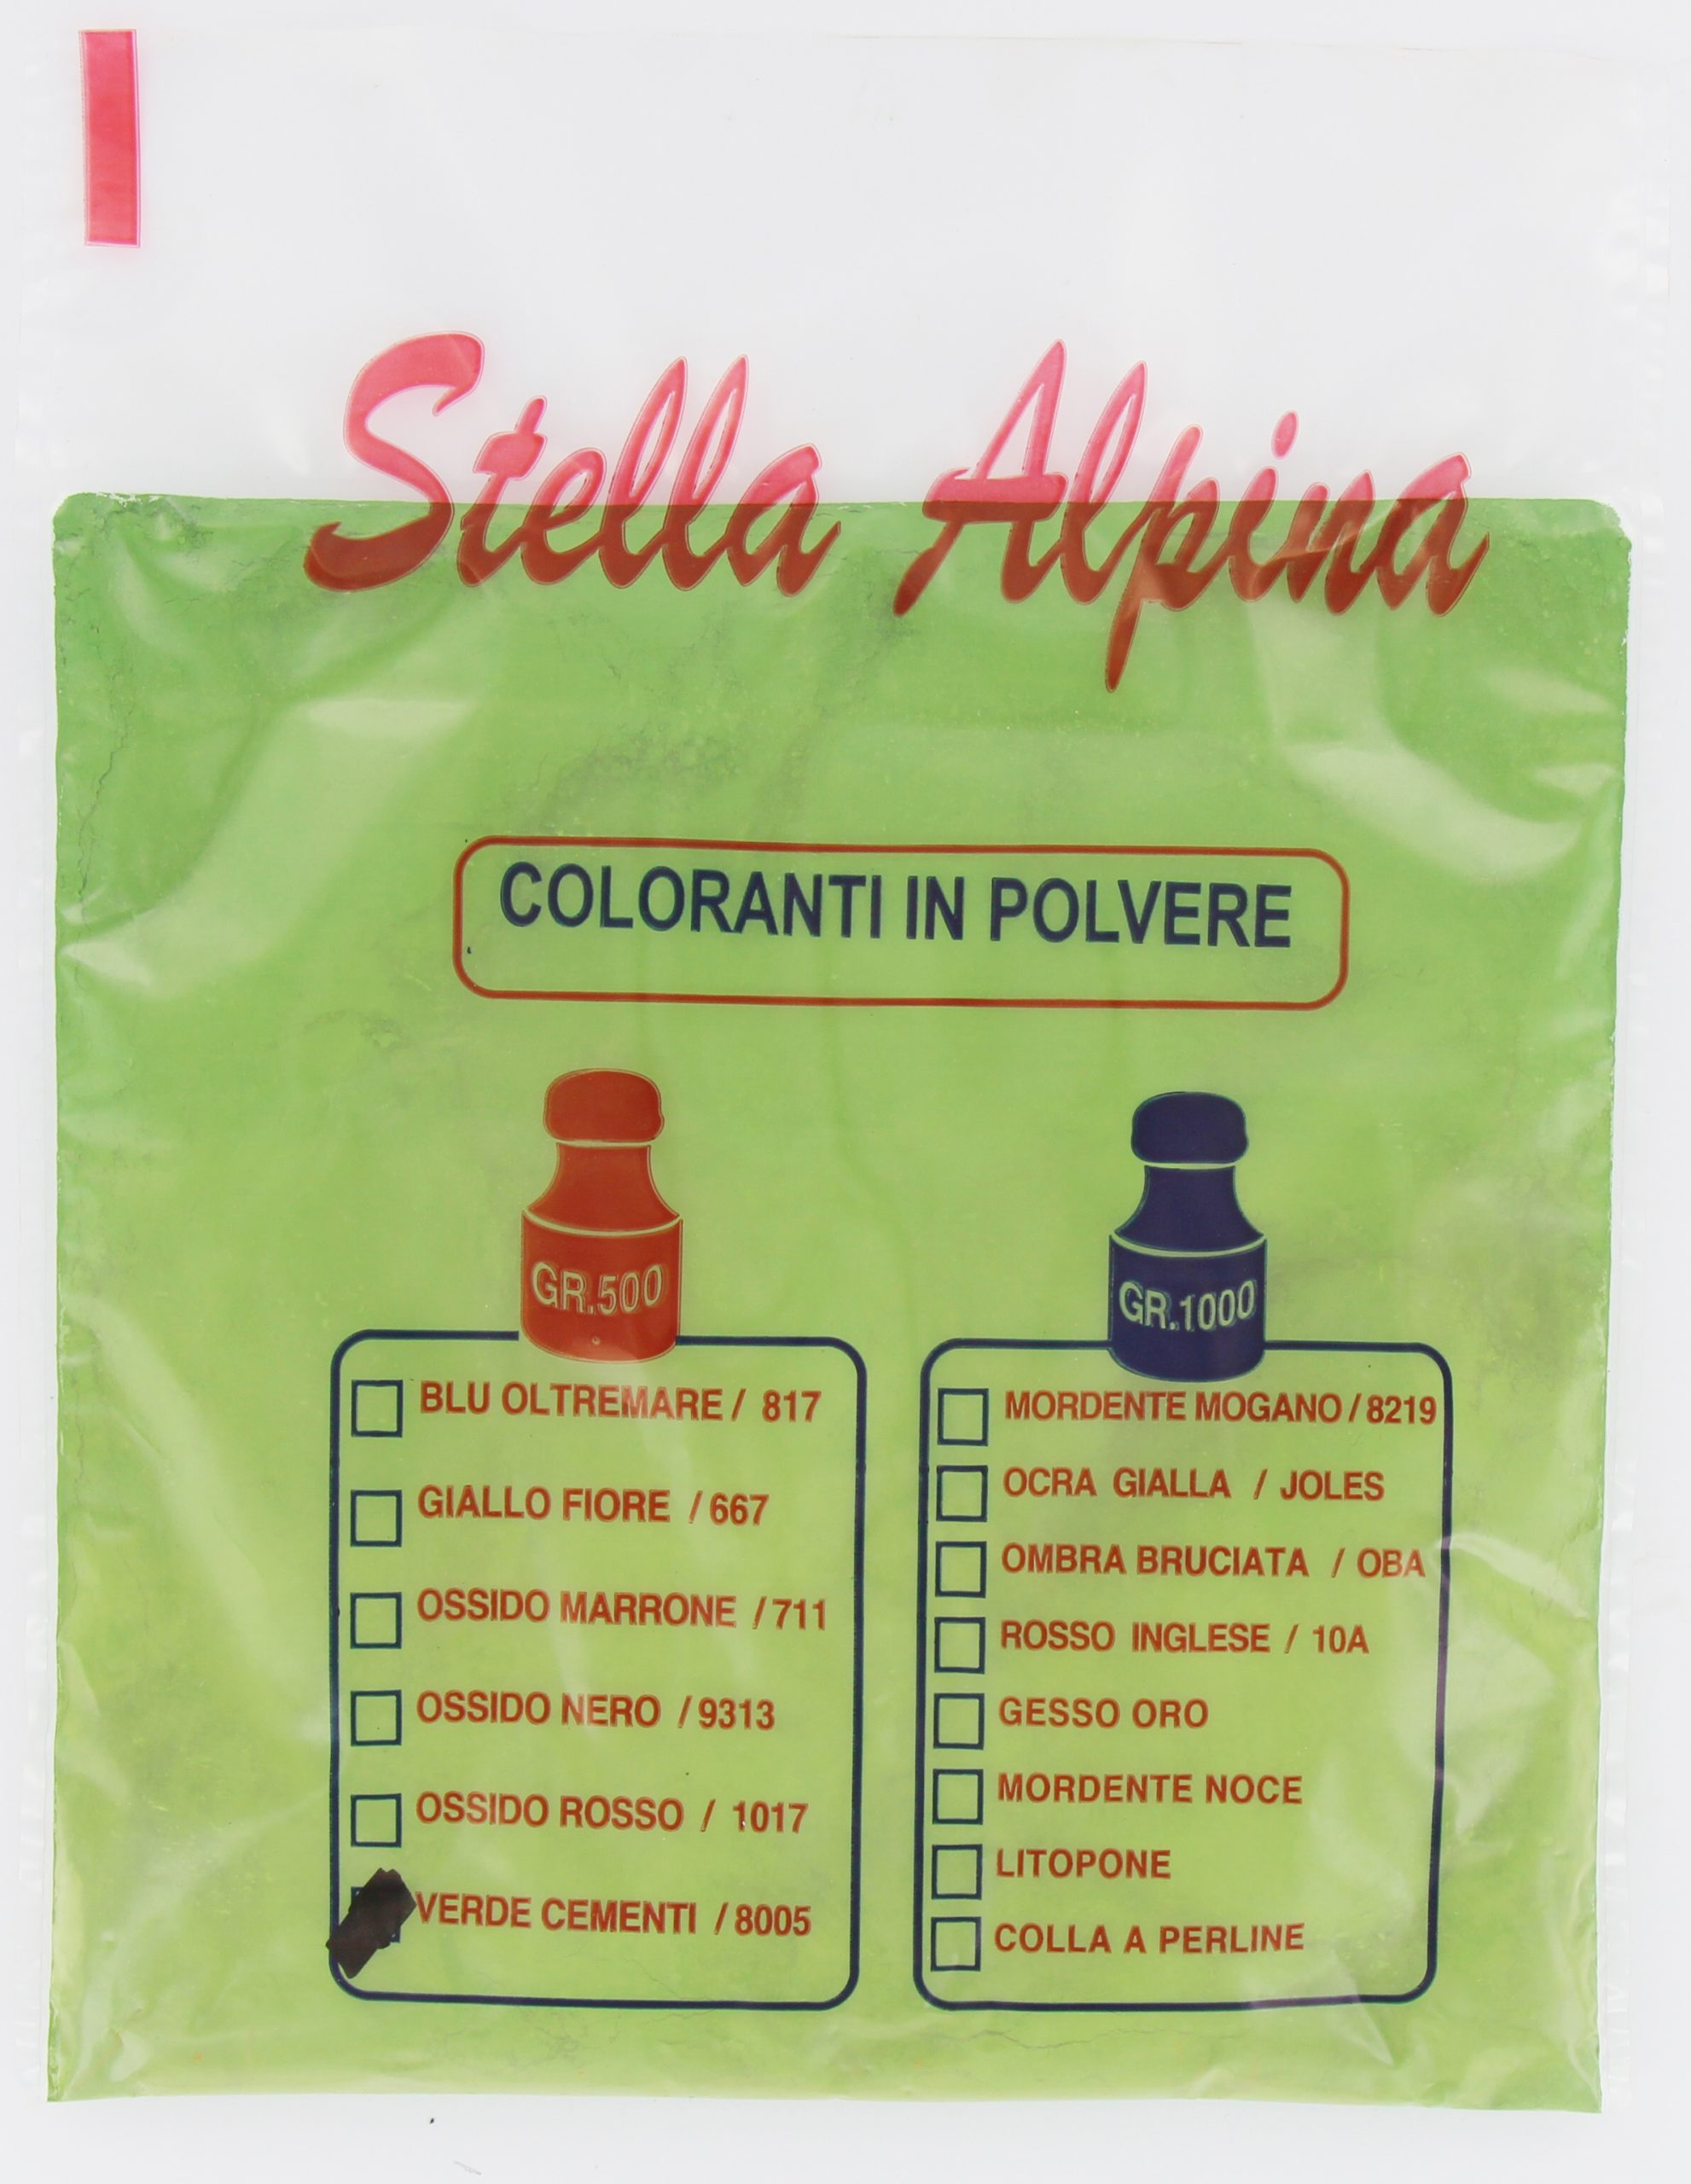 Stella Alpina
COLORANTI IN POLVERE
GR.500
BLU OLTREMARE / 817
GIALLO FIORE / 667
OSSIDO MARRONE / 711
OSSIDO NERO / 9313
OSSIDO ROSSO / 1017
VERDE CEMENTI / 8005
GR.1000
MORDENTE MOGANO / 8219
OCRA GIALLA / JOLES
OMBRA BRUCIATA / OBA
ROSSO INGLESE / 10A
GESSO ORO
MORDENTE NOCE
LITOPONE
COLLA A PERLINE